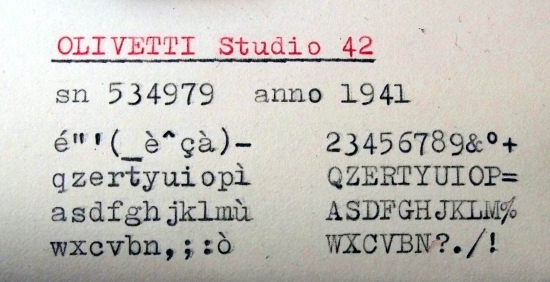 OLIVETTI Studio 42
sn 534979 anno 1941
é"'(_è^çà)- 23456789&º+
qzertyuiopì QZERTYUIOP=
asdfghjklmù ASDFGHJKLM%
wxcvbn,;:ò WXCVBN?./!